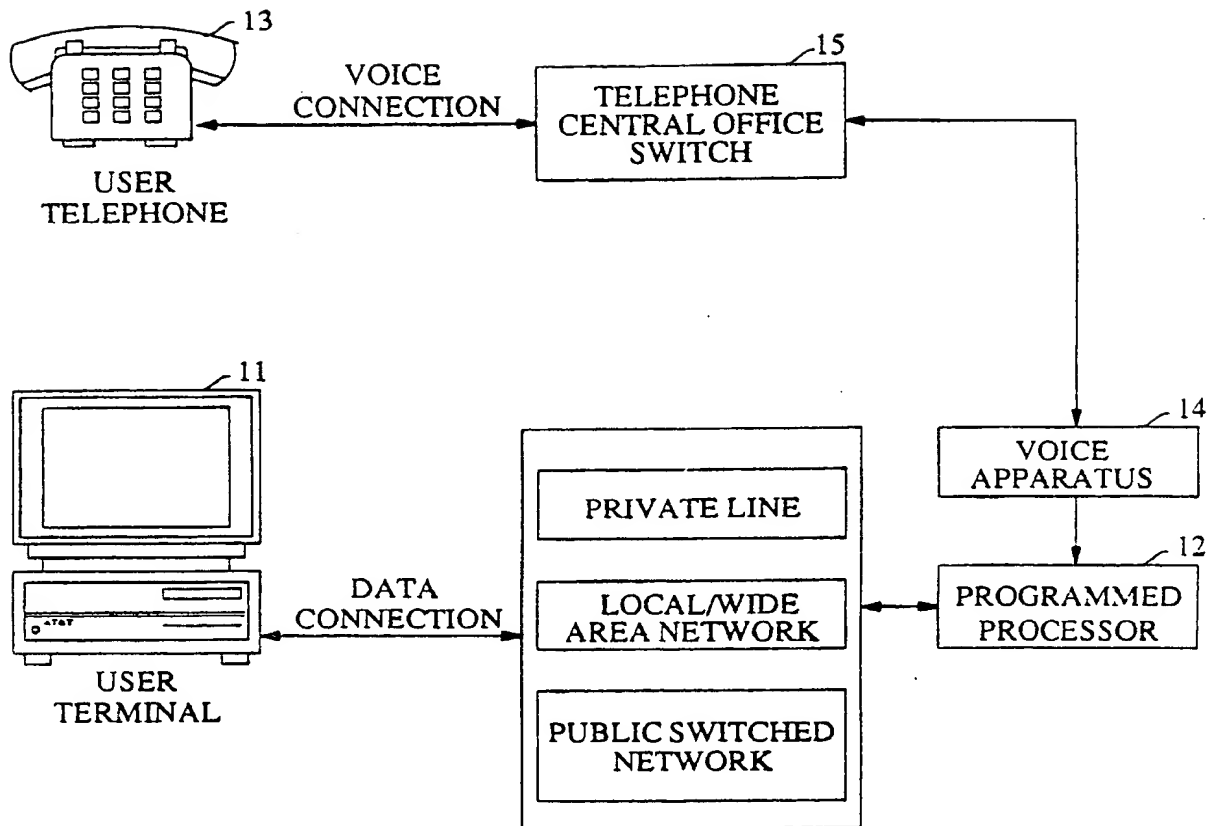 13
15
VOICE
CONNECTION
TELEPHONE
CENTRAL OFFICE
SWITCH
USER
TELEPHONE
11
14
VOICE
APPARATUS
PRIVATE LINE
12
PROGRAMMED
PROCESSOR
LOCAL/WIDE
AREA NETWORK
DATA
CONNECTION
AT&T
USER
TERMINAL
PUBLIC SWITCHED
NETWORK